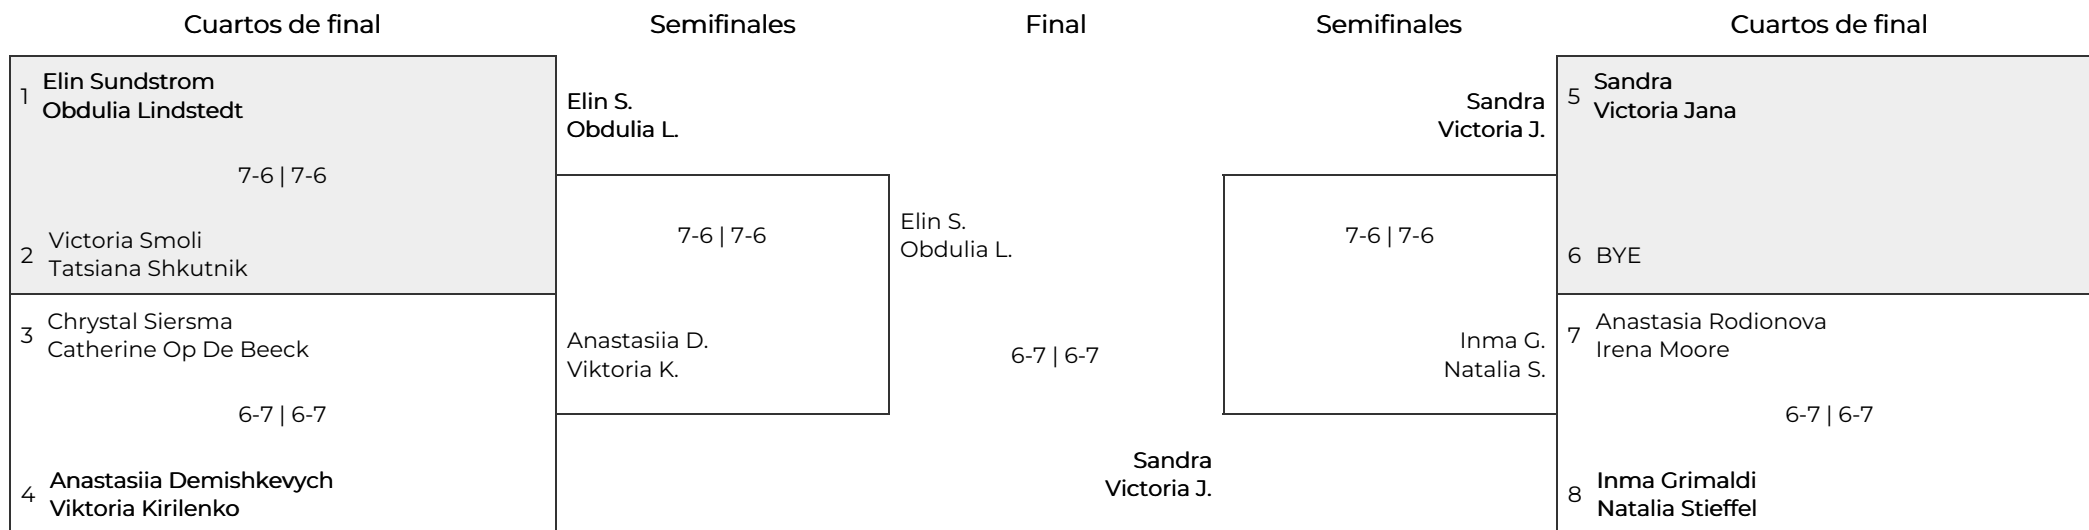 Cuartos de final
Semifinales
Final
Semifinales
Cuartos de final
1
Elin Sundstrom
Obdulia Lindstedt
7-6 | 7-6
2
Victoria Smoli
Tatsiana Shkutnik
3
Chrystal Siersma
Catherine Op De Beeck
6-7 | 6-7
4
Anastasiia Demishkevych
Viktoria Kirilenko
Elin S.
Obdulia L.
7-6 | 7-6
Anastasiia D.
Viktoria K.
Elin S.
Obdulia L.
6-7 | 6-7
Sandra
Victoria J.
Sandra
Victoria J.
7-6 | 7-6
Inma G.
Natalia S.
5
Sandra
Victoria Jana
6 BYE
7
Anastasia Rodionova
Irena Moore
6-7 | 6-7
8
Inma Grimaldi
Natalia Stieffel